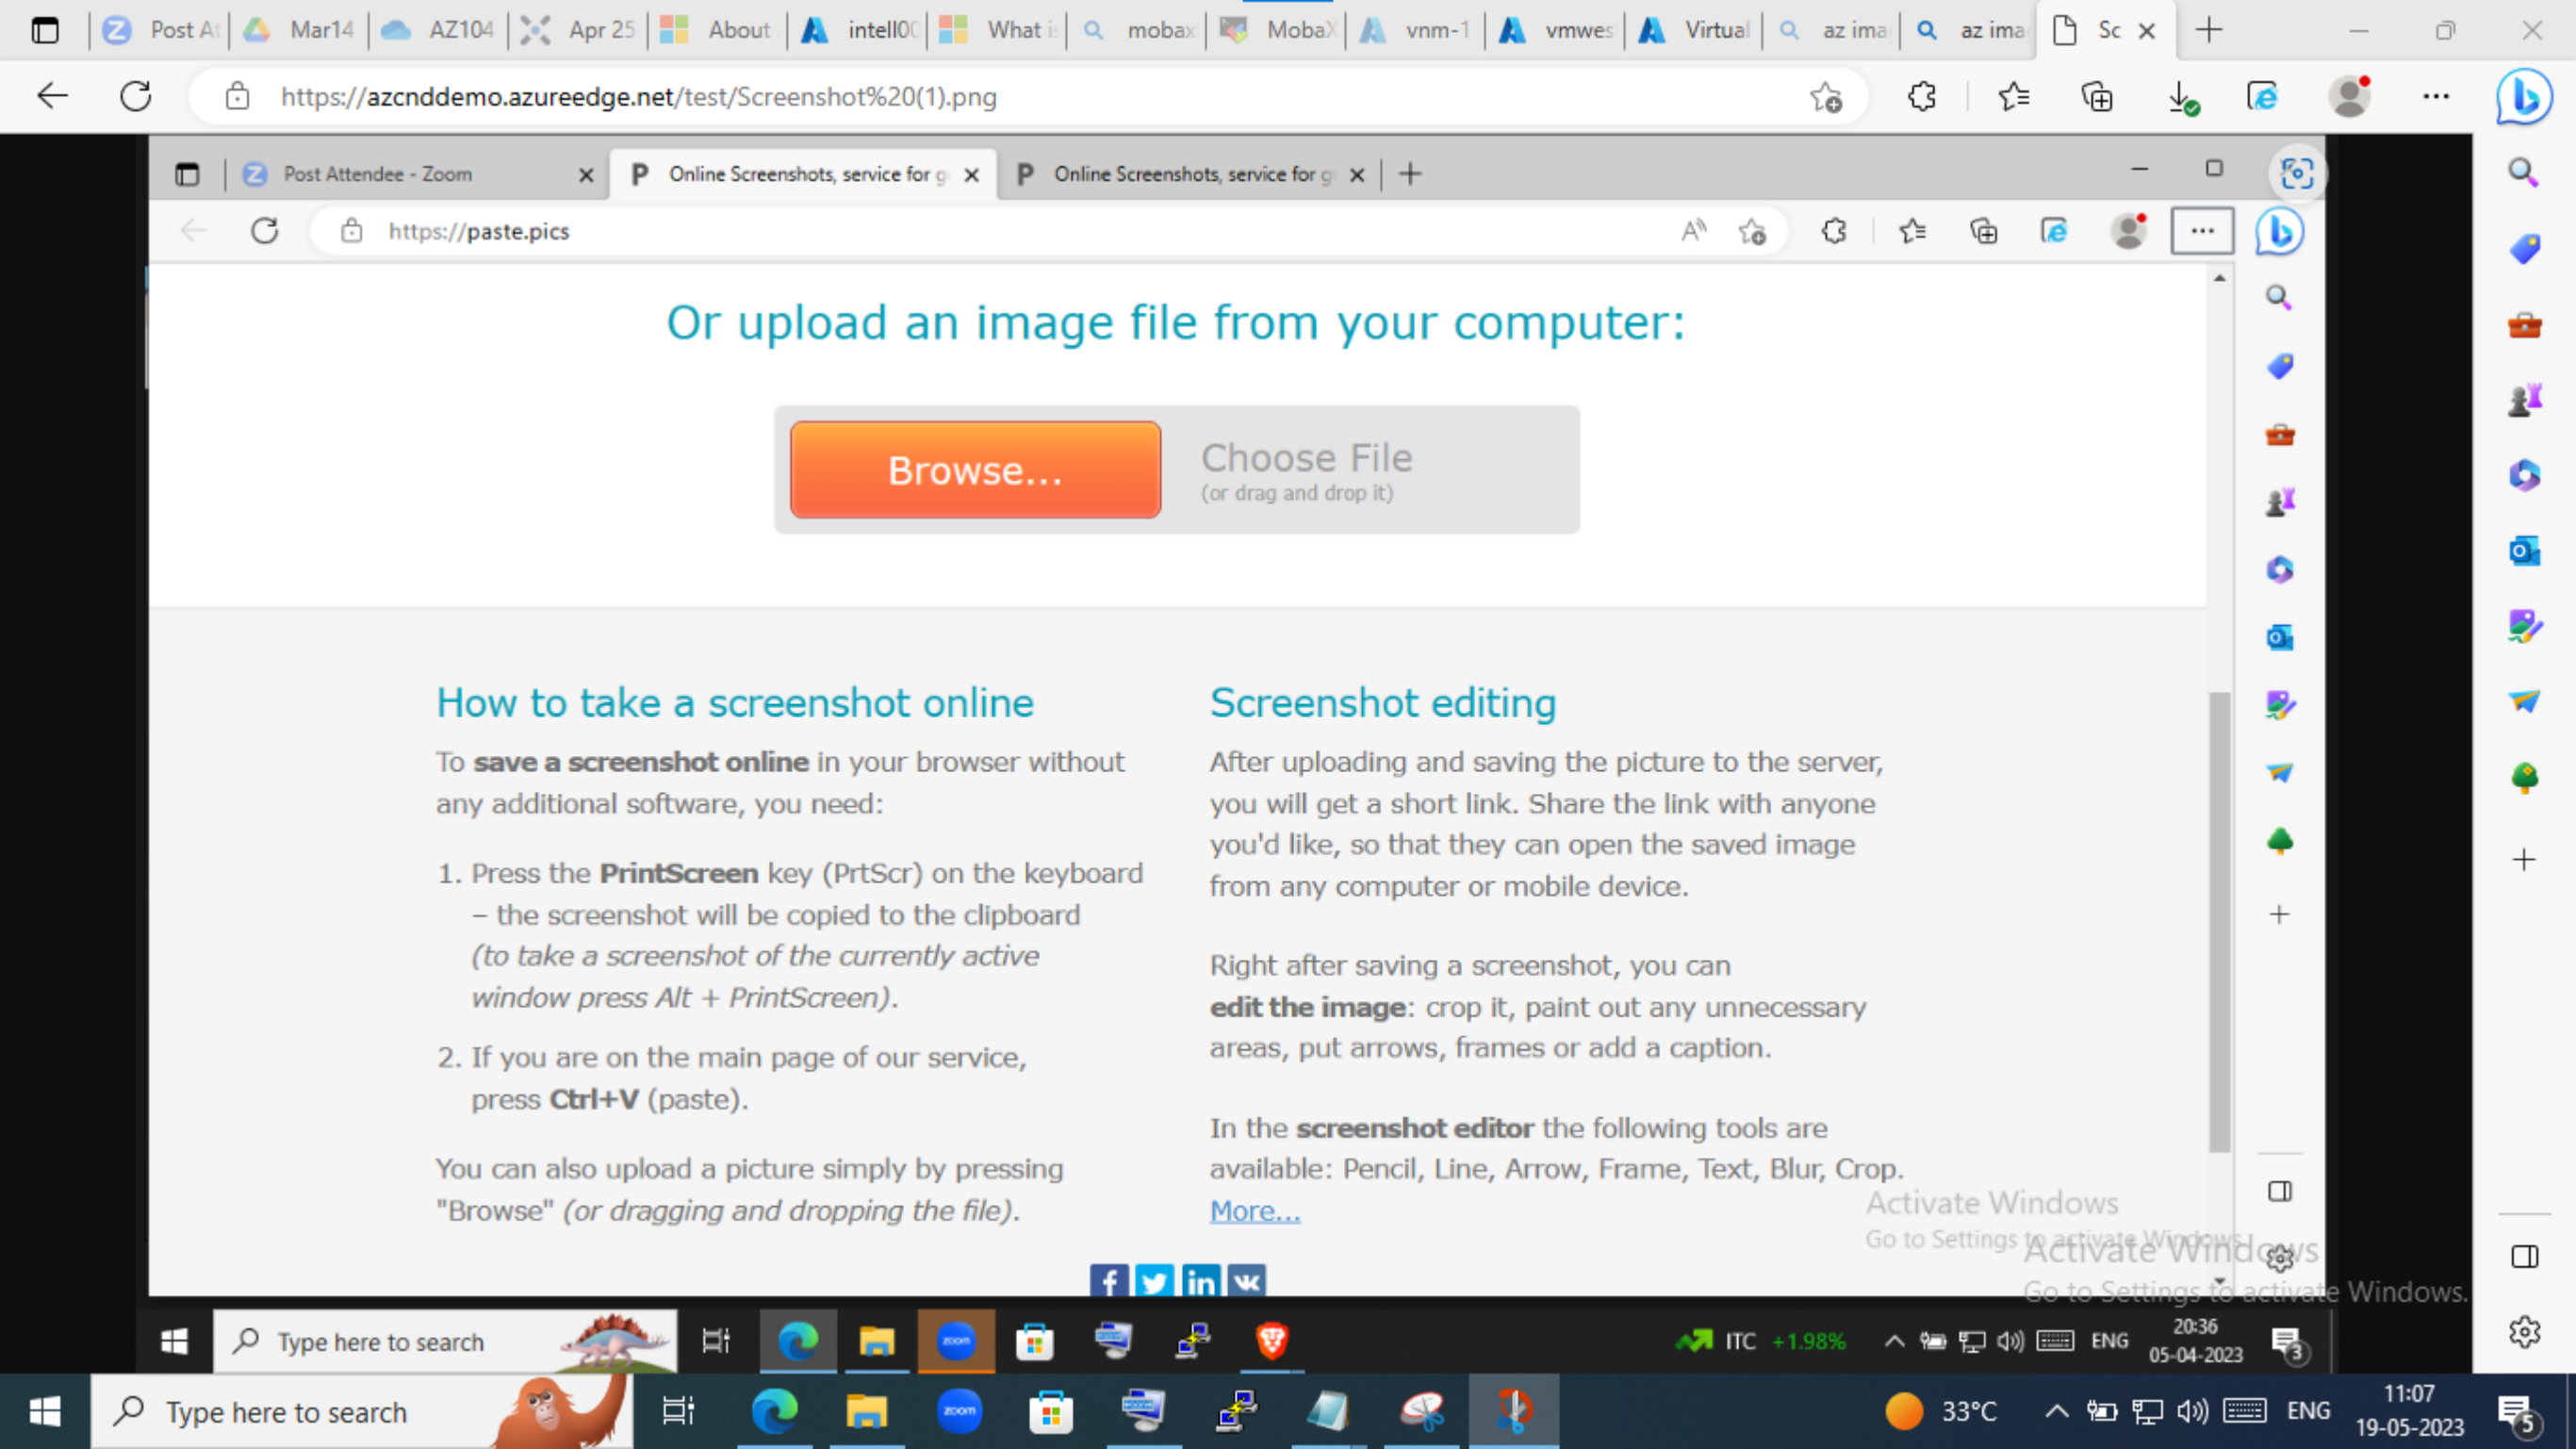 Post At
Mar14
AZ104
Apr 25
About
intell00
What is
mobax
MobaX
vnm-1
vmwes
Virtual
az ima
az ima
Sc
https://azcnddemo.azureedge.net/test/Screenshot%20(1).png
Post Attendee - Zoom
Online Screenshots, service for g
Online Screenshots, service for g
https://paste.pics
Or upload an image file from your computer:
Browse...
Choose File
(or drag and drop it)
How to take a screenshot online
To save a screenshot online in your browser without
any additional software, you need:
1. Press the PrintScreen key (PrtScr) on the keyboard
– the screenshot will be copied to the clipboard
(to take a screenshot of the currently active
window press Alt + PrintScreen).
2. If you are on the main page of our service,
press Ctrl+V (paste).
You can also upload a picture simply by pressing
"Browse" (or dragging and dropping the file).
Screenshot editing
After uploading and saving the picture to the server,
you will get a short link. Share the link with anyone
you'd like, so that they can open the saved image
from any computer or mobile device.
Right after saving a screenshot, you can
edit the image: crop it, paint out any unnecessary
areas, put arrows, frames or add a caption.
In the screenshot editor the following tools are
available: Pencil, Line, Arrow, Frame, Text, Blur, Crop.
More...
Activate Windows
Go to Settings to activate Windows.
Activate Windows
Go to Settings to activate Windows.
Type here to search
zoom
ITC +1.98%
ENG
20:36
05-04-2023
3
Type here to search
zoom
33°C
ENG
11:07
19-05-2023
5